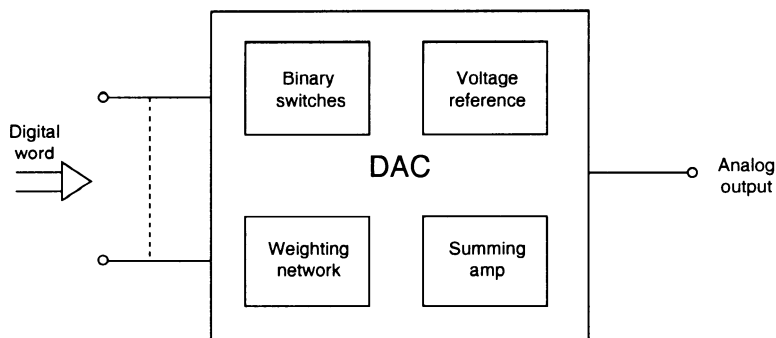 Binary
switches
Voltage
reference
Digital
word
DAC
Analog
output
Weighting
network
Summing
amp